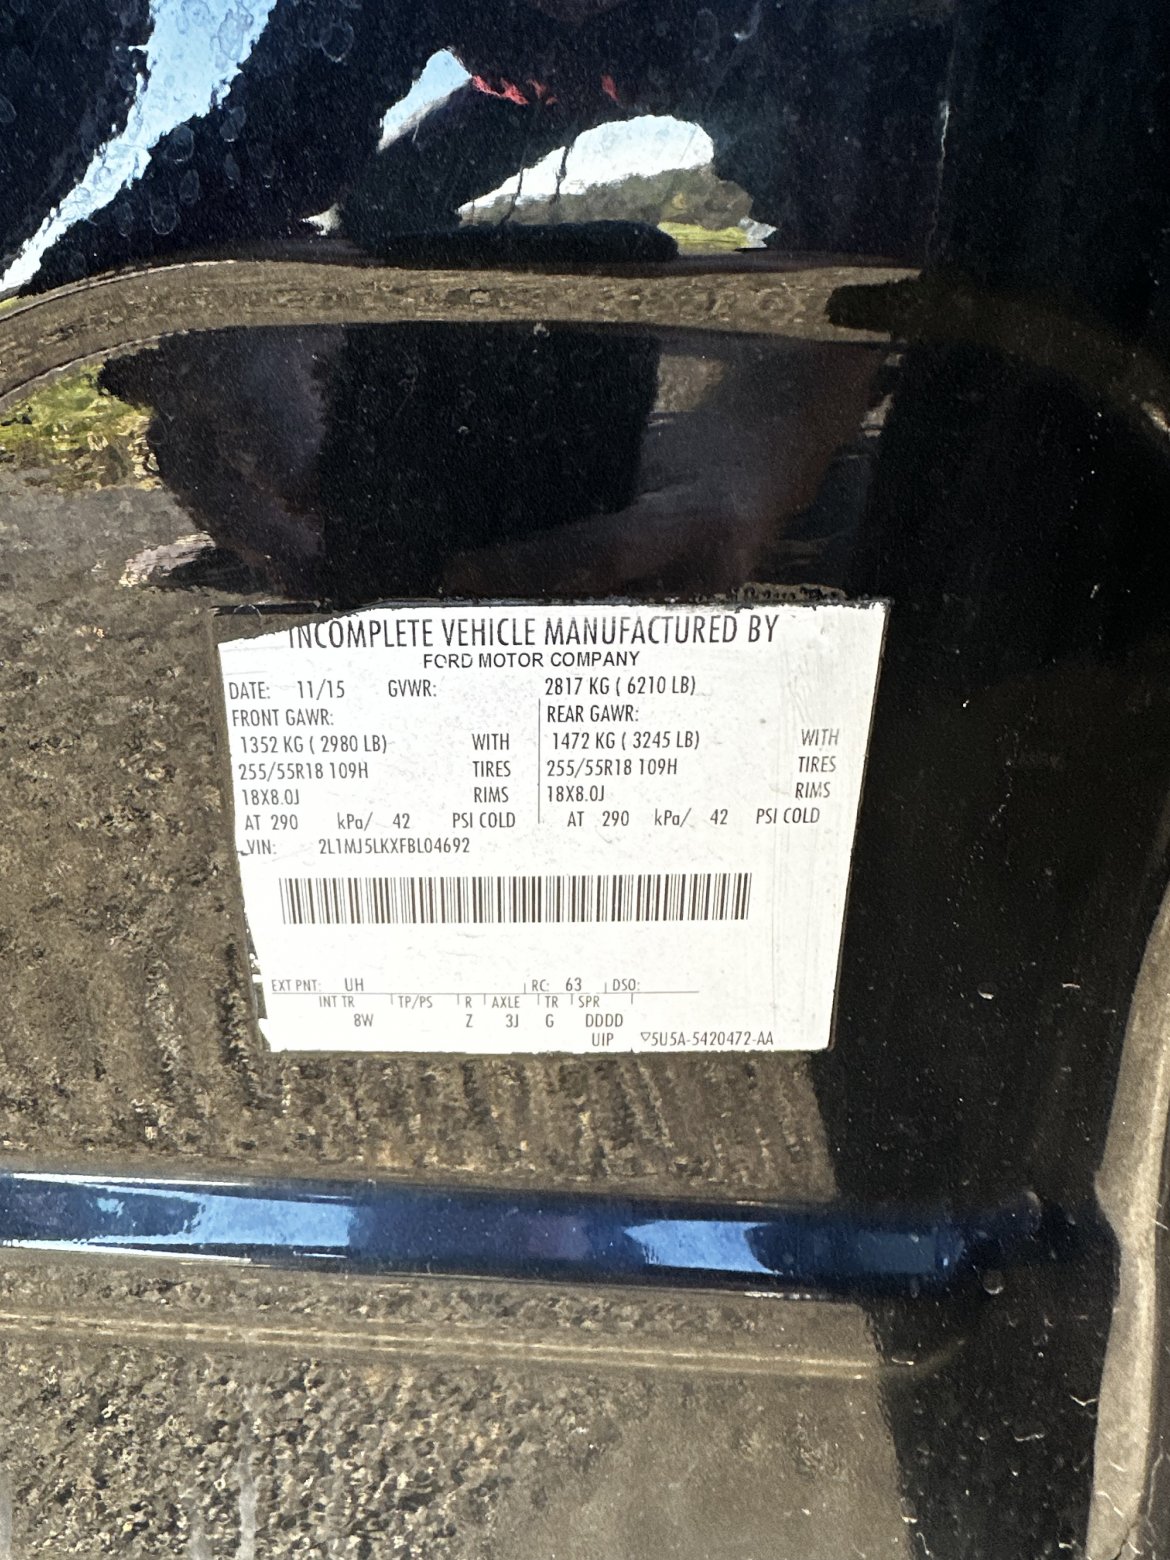 INCOMPLETE VEHICLE MANUFACTURED BY
FORD MOTOR COMPANY
DATE: 11/15 GVWR: 2817 KG ( 6210 LB)
FRONT GAWR: REAR GAWR:
1352 KG ( 2980 LB) WITH 1472 KG ( 3245 LB) WITH
255/55R18 109H TIRES 255/55R18 109H TIRES
18X8.0J RIMS 18X8.0J RIMS
AT 290 kPa/ 42 PSI COLD AT 290 kPa/ 42 PSI COLD
VIN: 2L1MJ5LKXFBL04692
EXT PNT: UH RC: 63 DSO:
INT TR TP/PS R AXLE TR SPR
8W Z 3J G DDDD
UIP ▽5U5A-5420472-AA